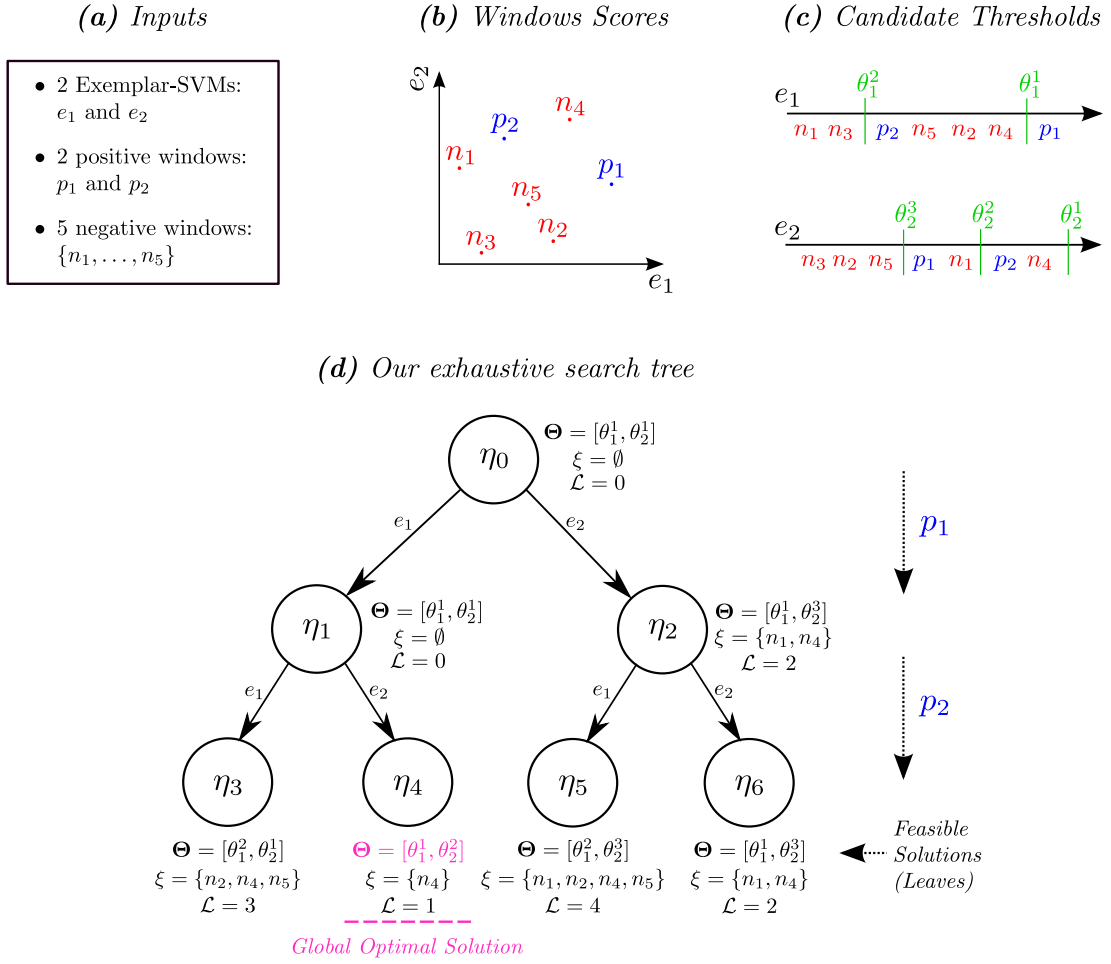 (a) Inputs
• 2 Exemplar-SVMs:
e₁ and e₂
• 2 positive windows:
p₁ and p₂
• 5 negative windows:
{n₁, . . . , n₅}
(b) Windows Scores
e₂
n₄
p₂
n₁
p₁
n₅
n₂
n₃
e₁
(c) Candidate Thresholds
θ₁² θ₁¹
e₁
n₁ n₃ p₂ n₅ n₂ n₄ p₁
θ₂³ θ₂² θ₂¹
e₂
n₃ n₂ n₅ p₁ n₁ p₂ n₄
(d) Our exhaustive search tree
η₀
Θ = [θ₁¹, θ₂¹]
ξ = ∅
ℒ = 0
e₁ e₂
p₁
η₁
Θ = [θ₁¹, θ₂¹]
ξ = ∅
ℒ = 0
η₂
Θ = [θ₁¹, θ₂³]
ξ = {n₁, n₄}
ℒ = 2
e₁ e₂ e₁ e₂
p₂
η₃ η₄ η₅ η₆
Θ = [θ₁², θ₂¹]
ξ = {n₂, n₄, n₅}
ℒ = 3
Θ = [θ₁¹, θ₂²]
ξ = {n₄}
ℒ = 1
Global Optimal Solution
Θ = [θ₁², θ₂³]
ξ = {n₁, n₂, n₄, n₅}
ℒ = 4
Θ = [θ₁¹, θ₂³]
ξ = {n₁, n₄}
ℒ = 2
Feasible
Solutions
(Leaves)